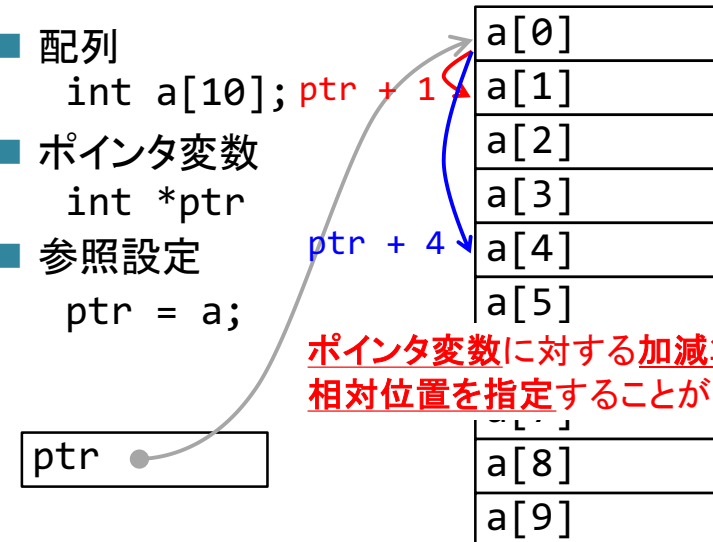 配列
int a[10];
ポインタ変数
int *ptr
参照設定
ptr = a;
ptr
ptr + 1
ptr + 4
a[0]
a[1]
a[2]
a[3]
a[4]
a[5]
ポインタ変数に対する加減
相対位置を指定することが
a[8]
a[9]